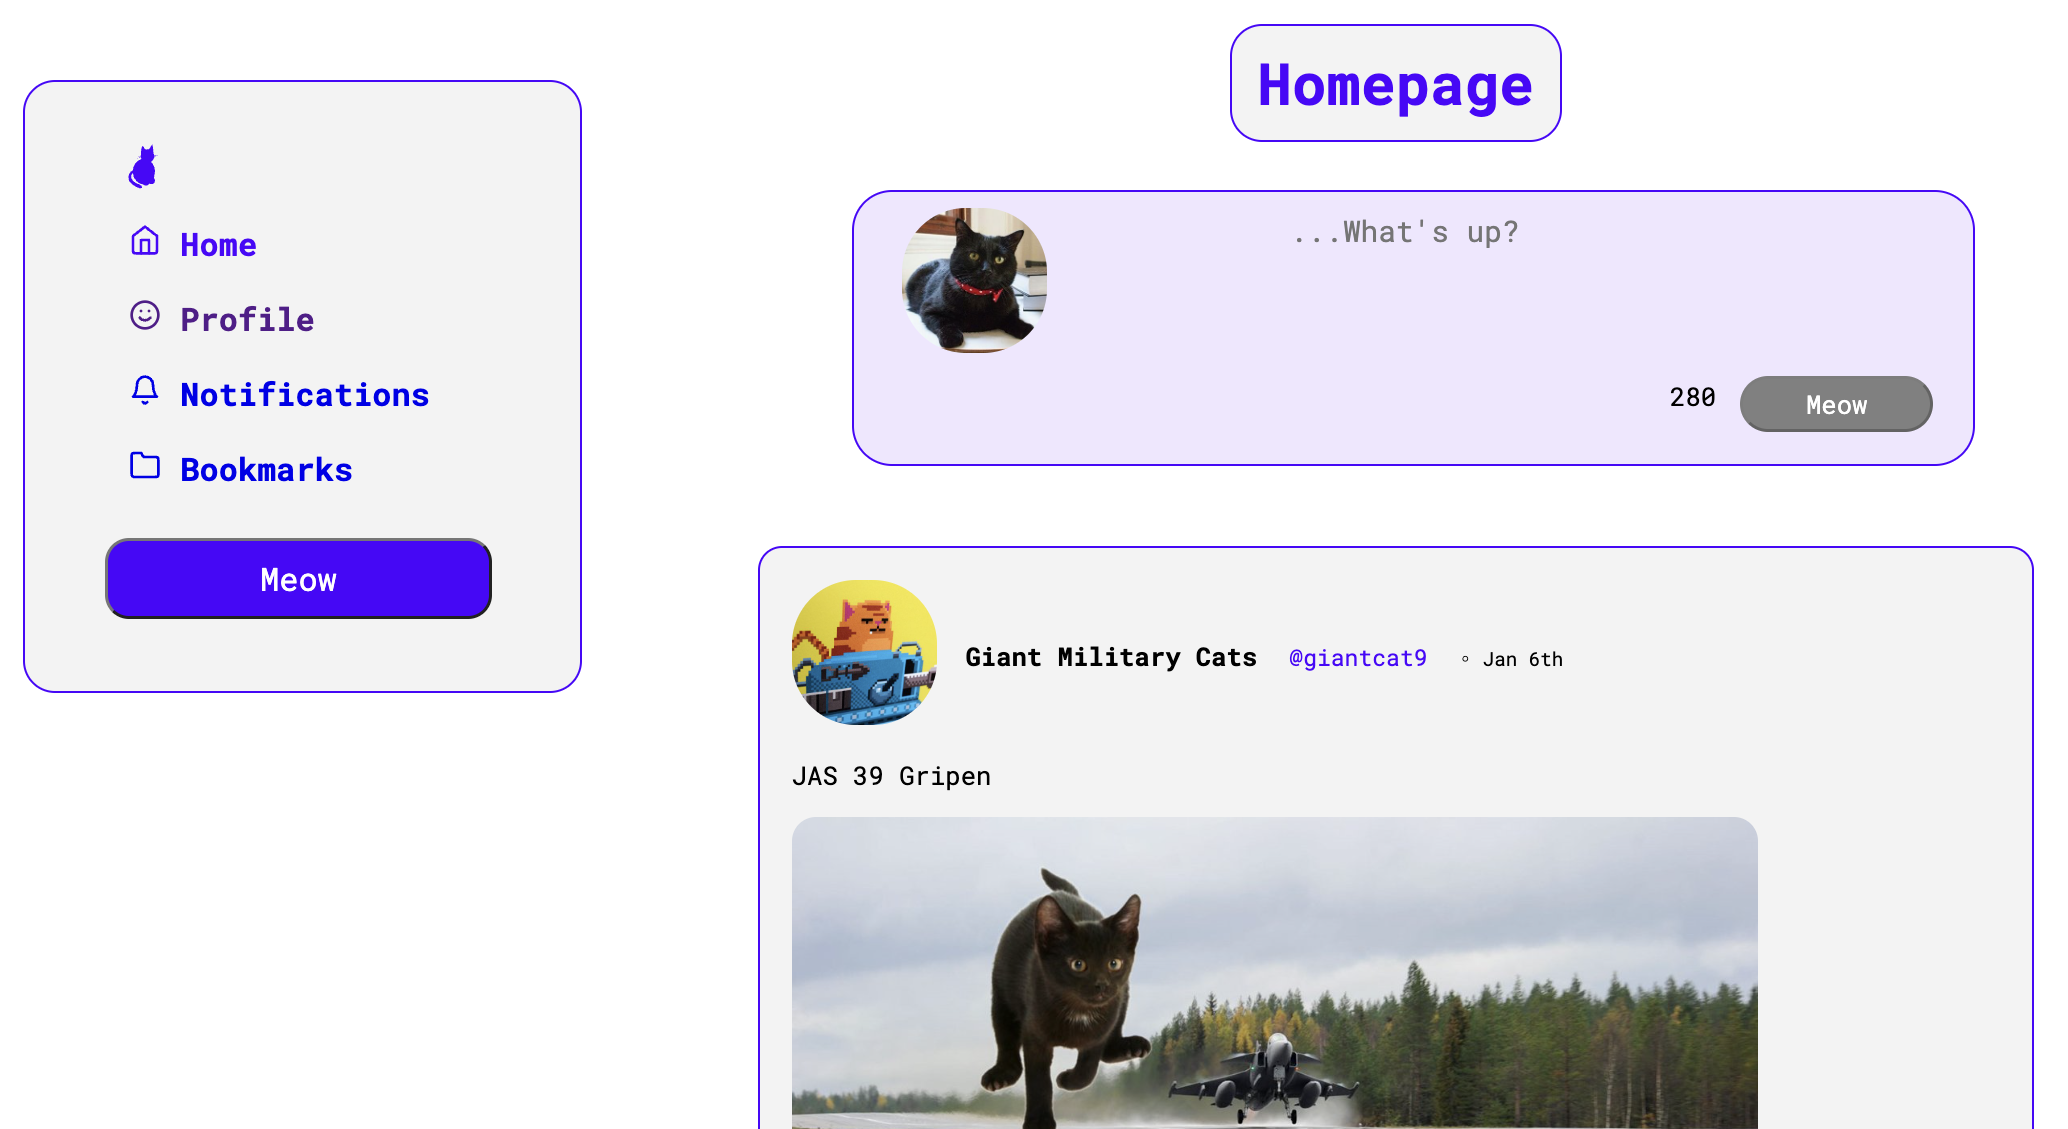 Homepage
Home
Profile
Notifications
Bookmarks
Meow
...What's up?
280
Meow
Giant Military Cats @giantcat9 ◦ Jan 6th
JAS 39 Gripen